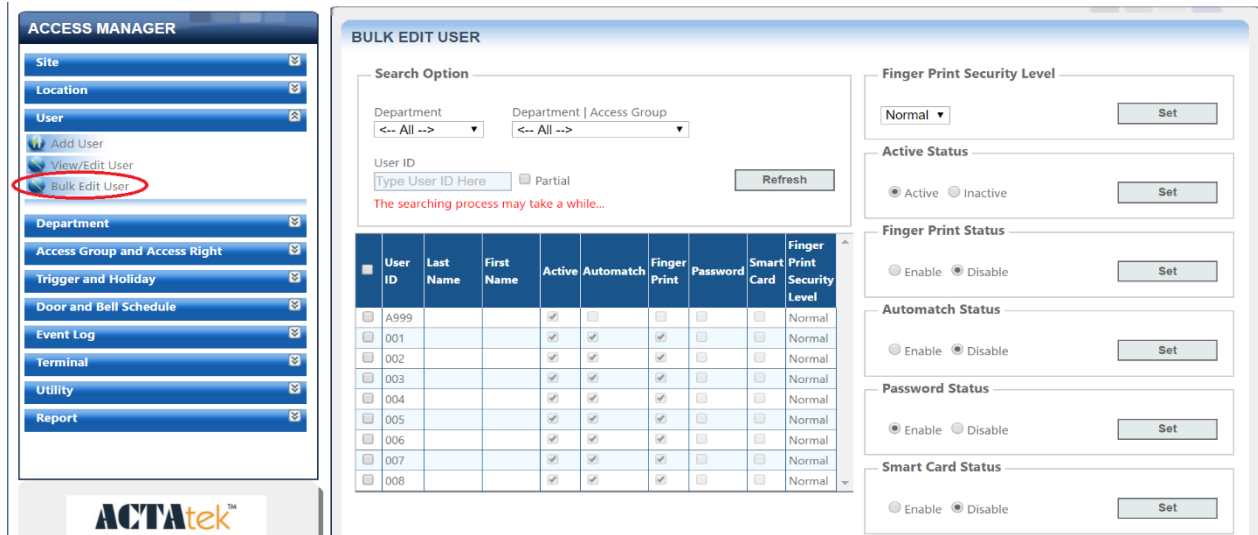 ACCESS MANAGER
Site
Location
User
Add User
View/Edit User
Bulk Edit User
Department
Access Group and Access Right
Trigger and Holiday
Door and Bell Schedule
Event Log
Terminal
Utility
Report
ACTAtek™
BULK EDIT USER
Search Option
Department Department | Access Group
<-- All --> <-- All -->
User ID
Type User ID Here Partial Refresh
The searching process may take a while...
User ID Last Name First Name Active Automatch Finger Print Password Smart Card Finger Print Security Level
A999 Normal
001 Normal
002 Normal
003 Normal
004 Normal
005 Normal
006 Normal
007 Normal
008 Normal
Finger Print Security Level
Normal Set
Active Status
Active Inactive Set
Finger Print Status
Enable Disable Set
Automatch Status
Enable Disable Set
Password Status
Enable Disable Set
Smart Card Status
Enable Disable Set